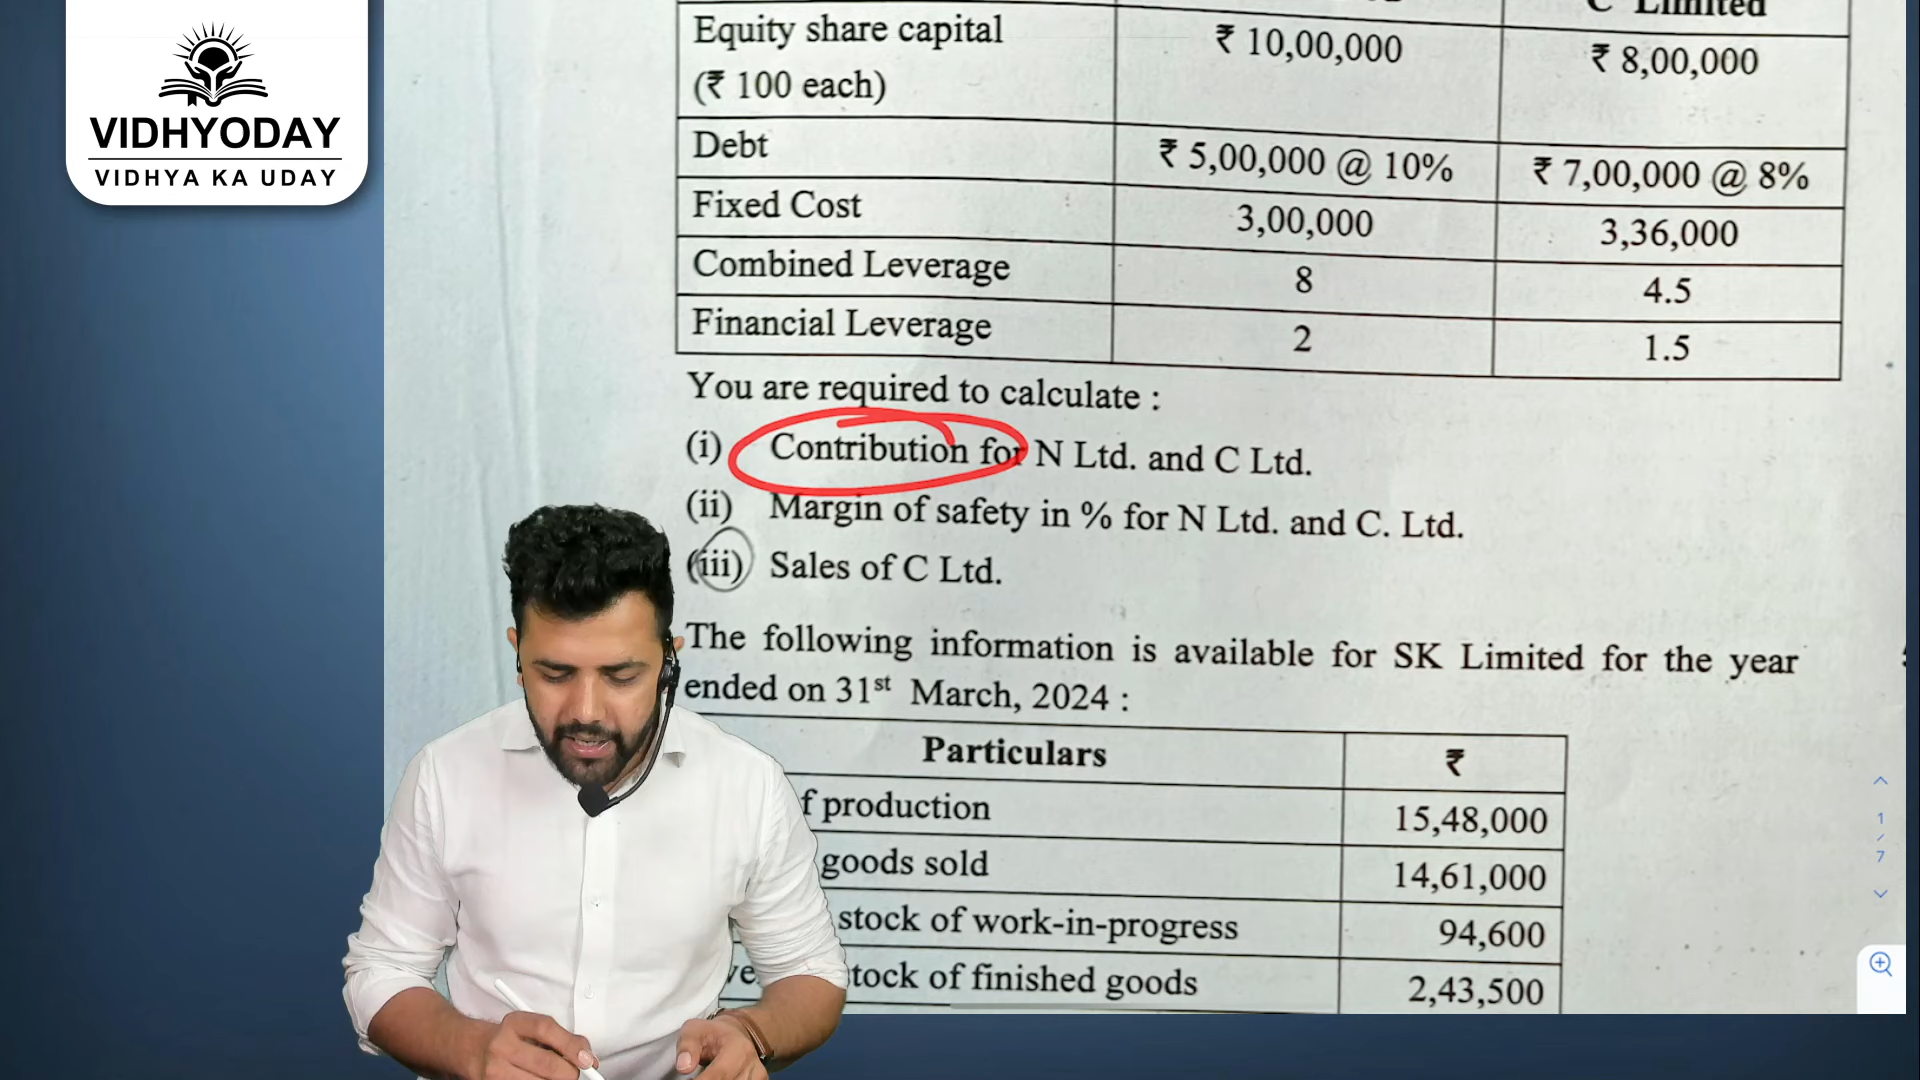 VIDHYODAY
VIDHYA KA UDAY
C Limited
Equity share capital (₹ 100 each) ₹ 10,00,000 ₹ 8,00,000
Debt ₹ 5,00,000 @ 10% ₹ 7,00,000 @ 8%
Fixed Cost 3,00,000 3,36,000
Combined Leverage 8 4.5
Financial Leverage 2 1.5
You are required to calculate :
(i) Contribution for N Ltd. and C Ltd.
(ii) Margin of safety in % for N Ltd. and C. Ltd.
(iii) Sales of C Ltd.
The following information is available for SK Limited for the year
ended on 31st March, 2024 :
Particulars ₹
f production 15,48,000
goods sold 14,61,000
stock of work-in-progress 94,600
stock of finished goods 2,43,500
1
/
7